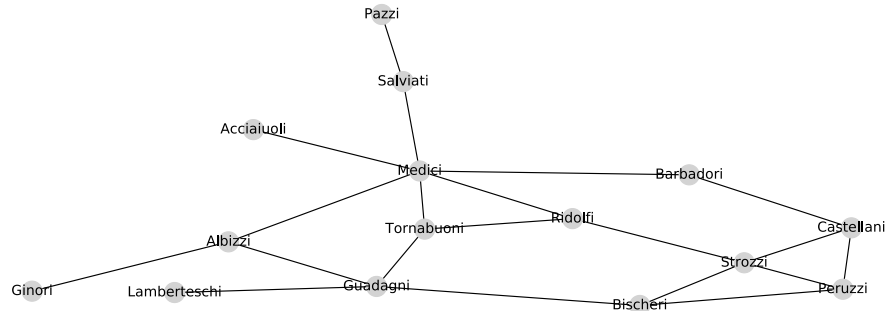 Pazzi
Salviati
Acciaiuoli
Medici
Barbadori
Ridolfi
Tornabuoni
Castellani
Albizzi
Strozzi
Ginori
Lamberteschi
Guadagni
Peruzzi
Bischeri